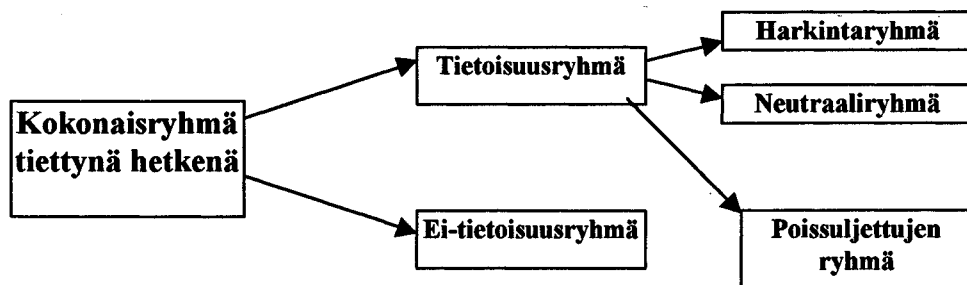 Kokonaisryhmä
tiettynä hetkenä
Tietoisuusryhmä
Ei-tietoisuusryhmä
Harkintaryhmä
Neutraaliryhmä
Poissuljettujen
ryhmä